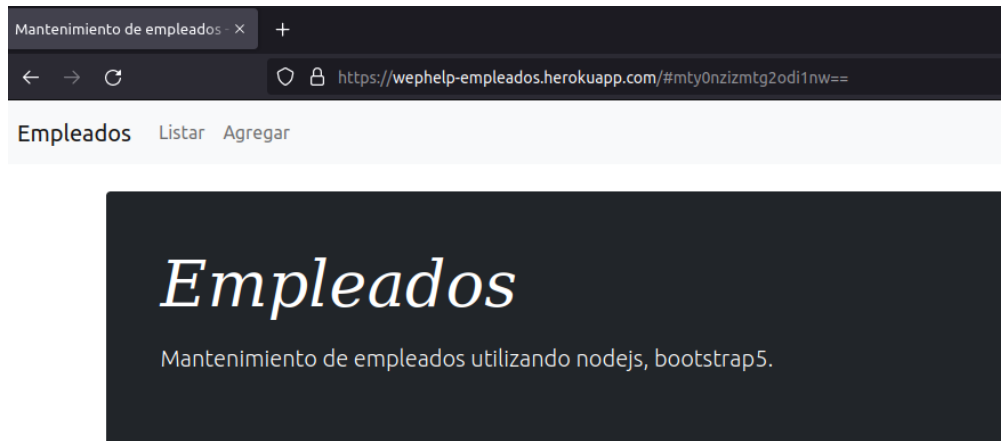 Mantenimiento de empleados -
https://wephelp-empleados.herokuapp.com/#mty0nzizmtg2odi1nw==
Empleados Listar Agregar
Empleados
Mantenimiento de empleados utilizando nodejs, bootstrap5.